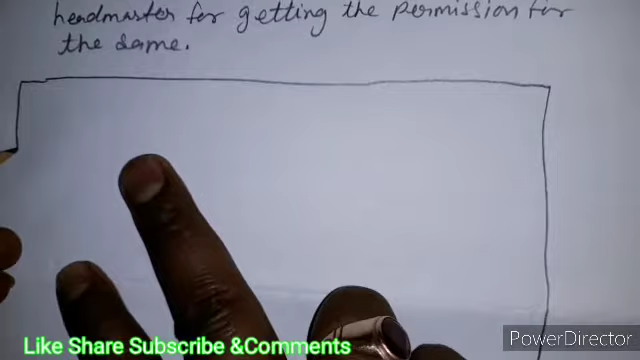 headmaster for getting the permission for
the same.
Like Share Subscribe &Comments
PowerDirector